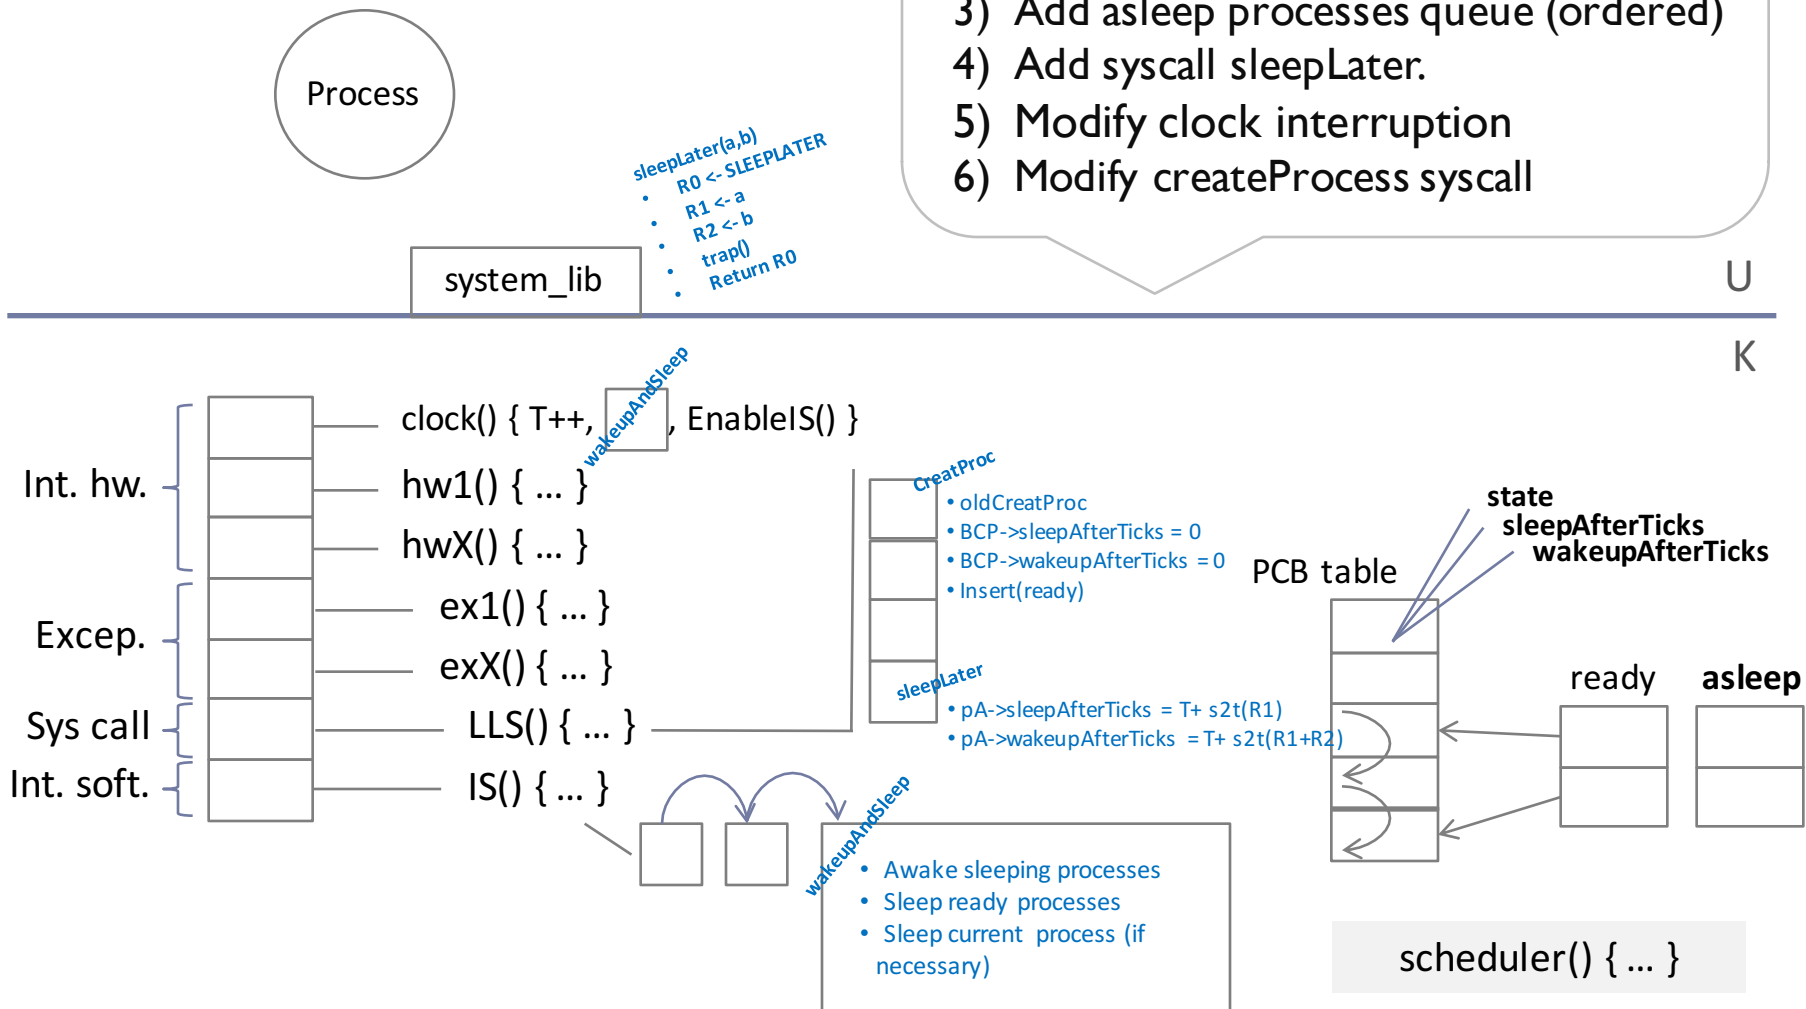 3) Add asleep processes queue (ordered)
4) Add syscall sleepLater.
5) Modify clock interruption
6) Modify createProcess syscall
Process
sleepLater(a,b)
• R0 <- SLEEPLATER
• R1 <- a
• R2 <- b
• trap()
• Return R0
system_lib
U
K
wakeupAndSleep
clock() { T++, , EnableIS() }
Int. hw.
hw1() { ... }
hwX() { ... }
Excep.
ex1() { ... }
exX() { ... }
Sys call
LLS() { ... }
Int. soft.
IS() { ... }
CreatProc
• oldCreatProc
• BCP->sleepAfterTicks = 0
• BCP->wakeupAfterTicks = 0
• Insert(ready)
sleepLater
• pA->sleepAfterTicks = T+ s2t(R1)
• pA->wakeupAfterTicks = T+ s2t(R1+R2)
state
sleepAfterTicks
wakeupAfterTicks
PCB table
ready
asleep
wakeupAndSleep
• Awake sleeping processes
• Sleep ready processes
• Sleep current process (if
necessary)
scheduler() { ... }